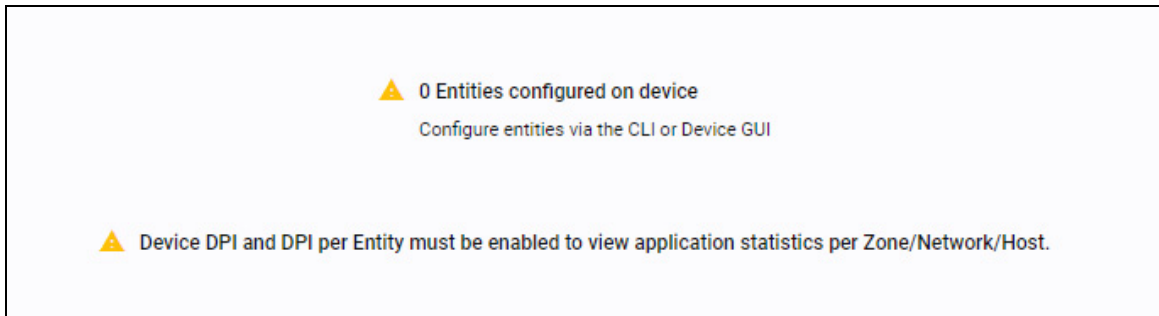 0 Entities configured on device
Configure entities via the CLI or Device GUI
Device DPI and DPI per Entity must be enabled to view application statistics per Zone/Network/Host.